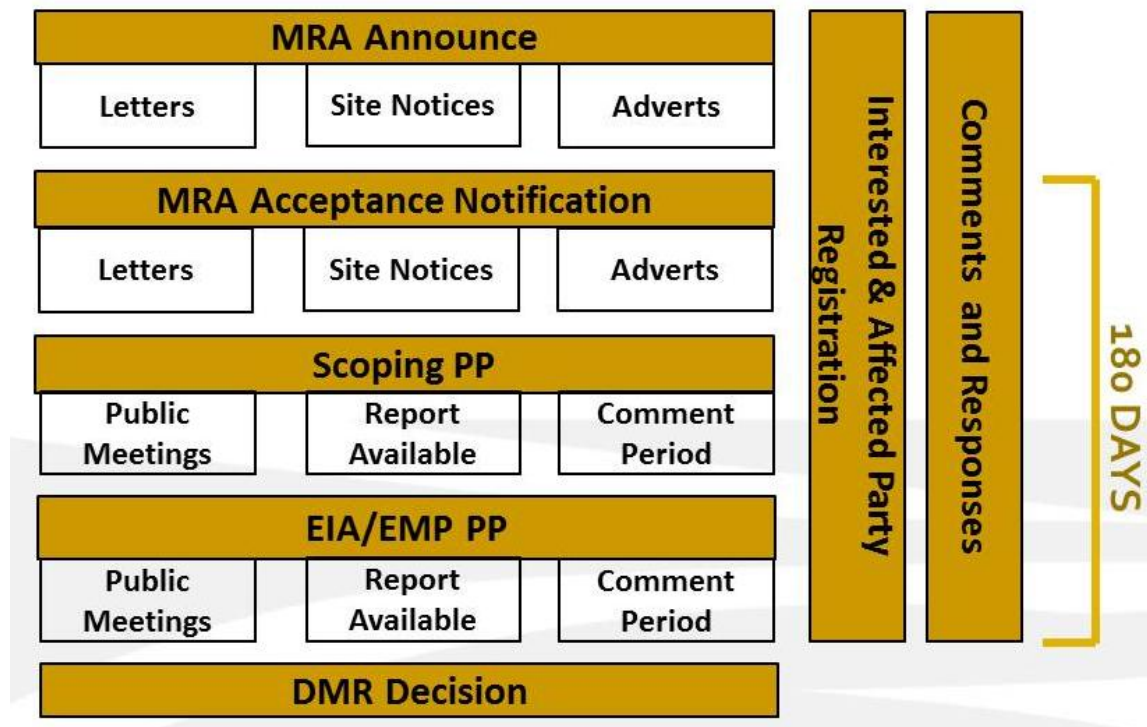 MRA Announce
Letters
Site Notices
Adverts
MRA Acceptance Notification
Letters
Site Notices
Adverts
Scoping PP
Public
Meetings
Report
Available
Comment
Period
EIA/EMP PP
Public
Meetings
Report
Available
Comment
Period
DMR Decision
Interested & Affected Party
Registration
Comments and Responses
180 DAYS